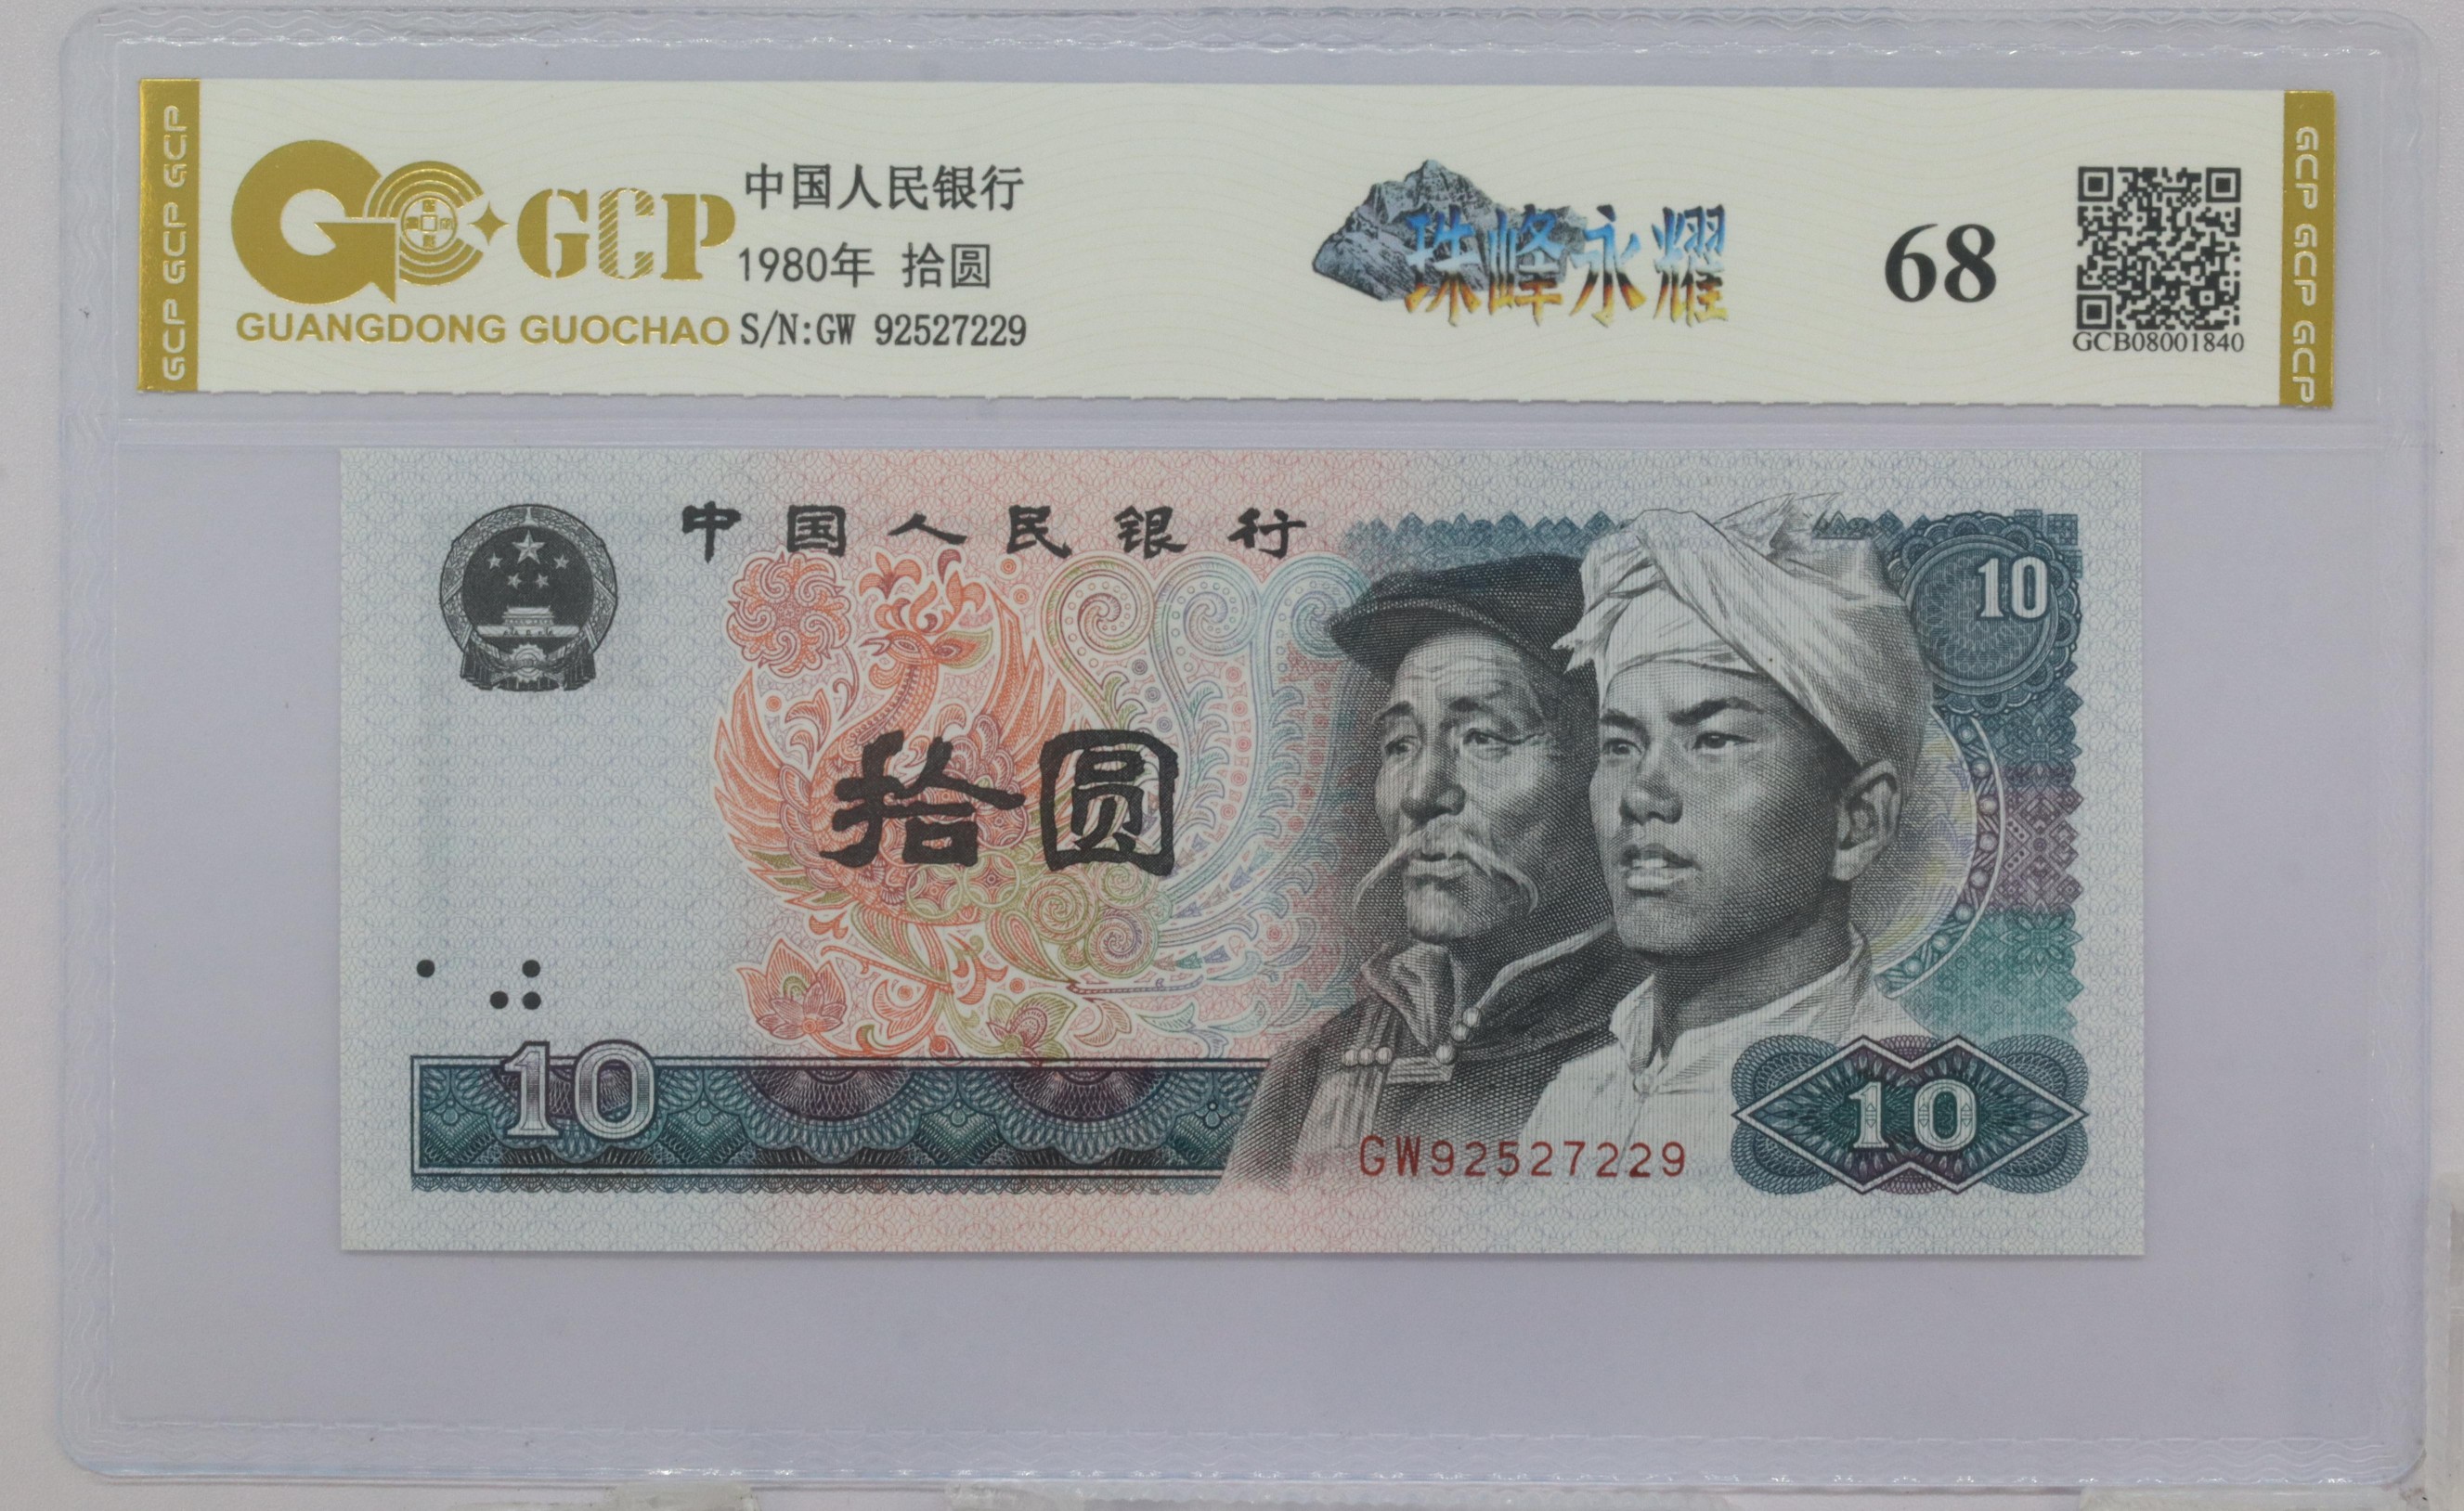 GCP GCP GCP
GCP
GUANGDONG GUOCHAO
中国人民银行
1980年 拾圆
S/N:GW 92527229
珠峰永耀
68
GCB08001840
GCP GCP GCP
中国人民银行
10
拾圆
10
GW92527229
10